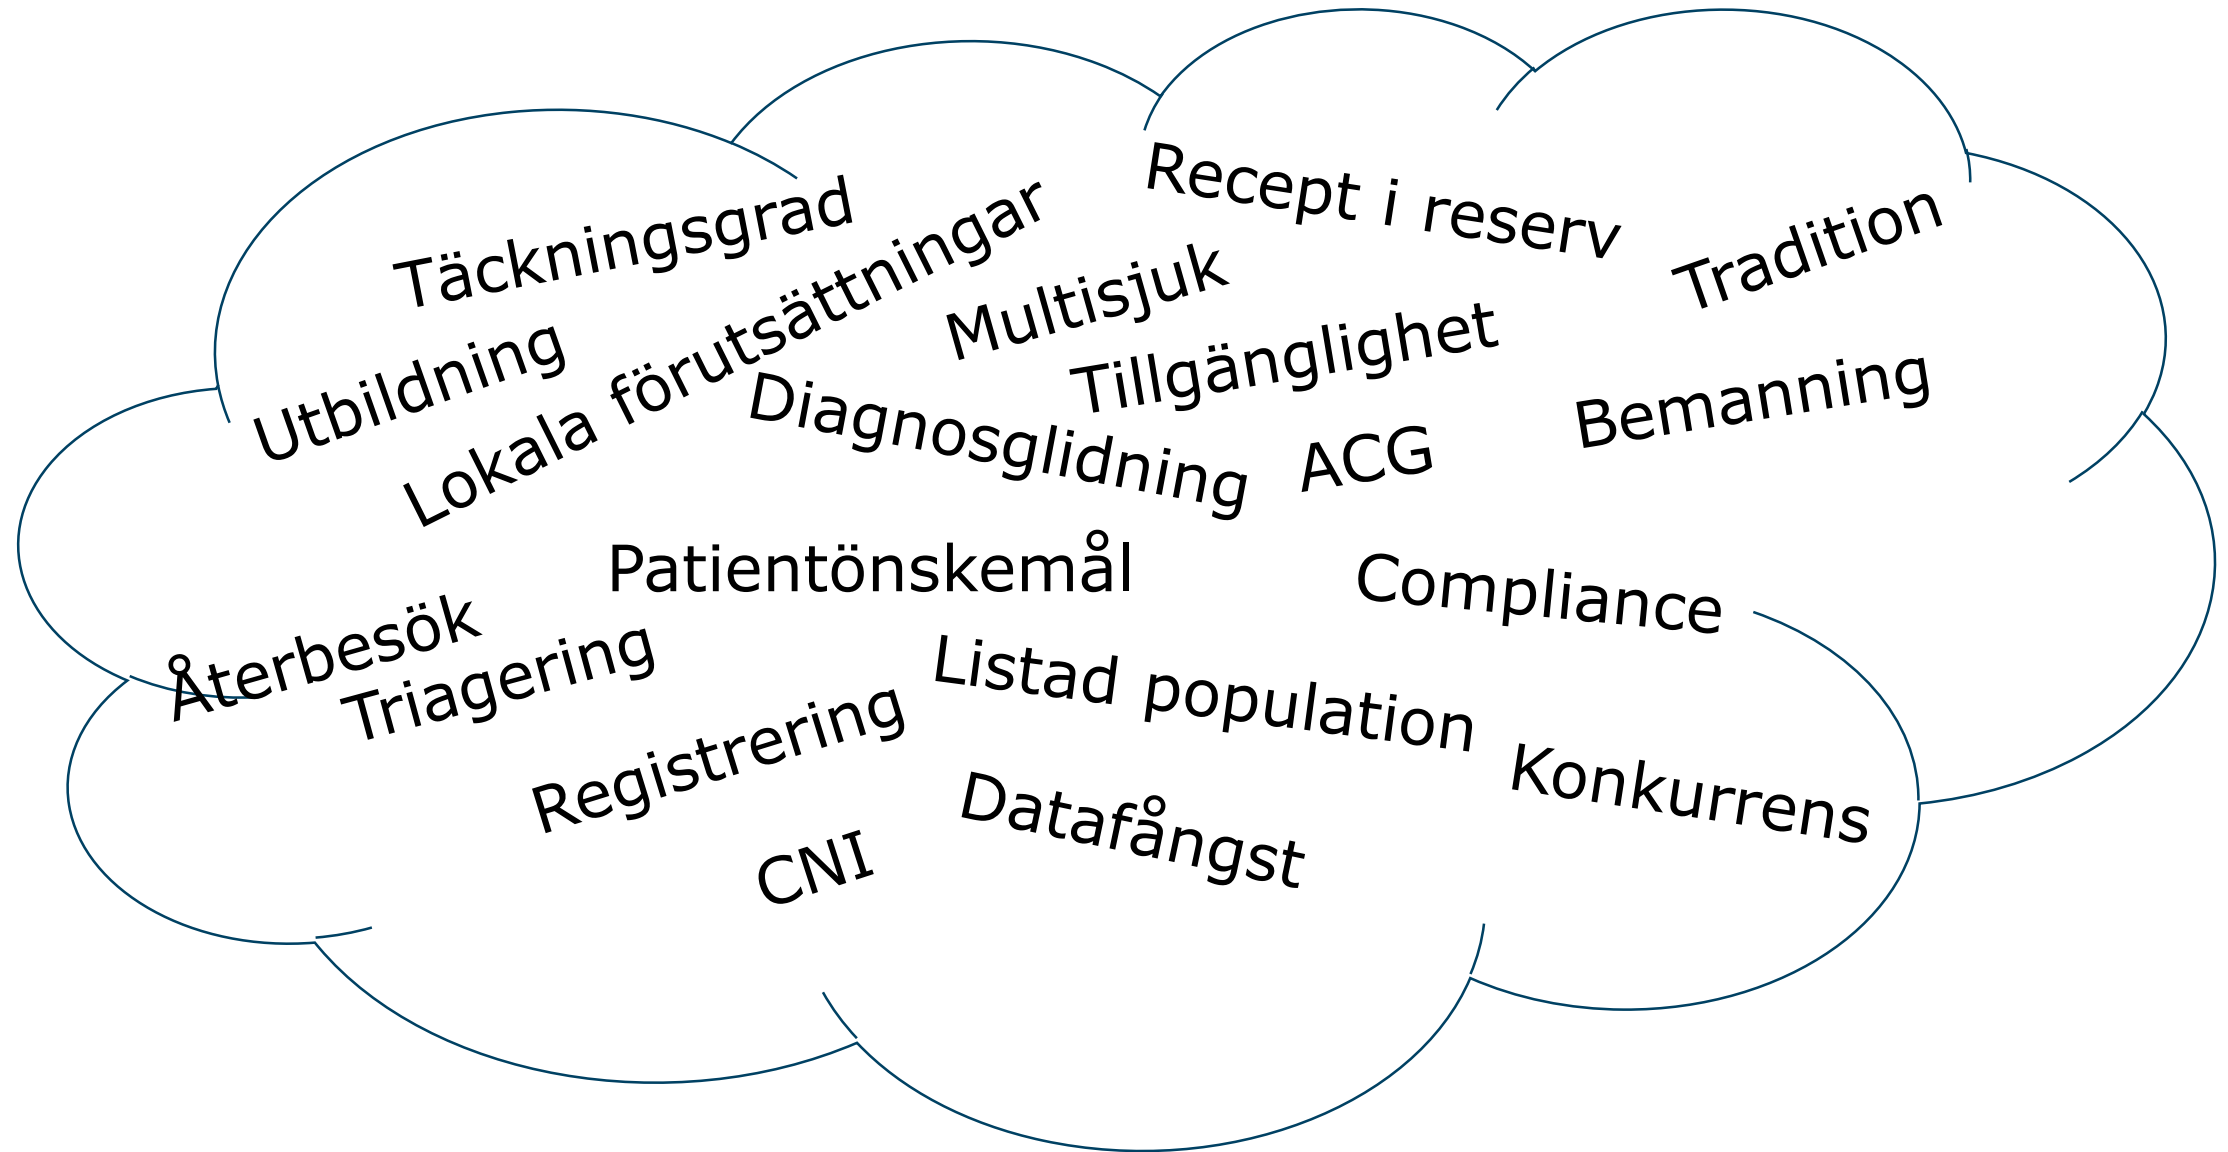 Recept i reserv
Täckningsgrad
Tradition
Lokala förutsättningar
Multisjuk
Utbildning
Tillgänglighet
Bemanning
Diagnosglidning
ACG
Patientönskemål
Compliance
Återbesök
Triagering
Listad population
Registrering
Konkurrens
Datafångst
CNI